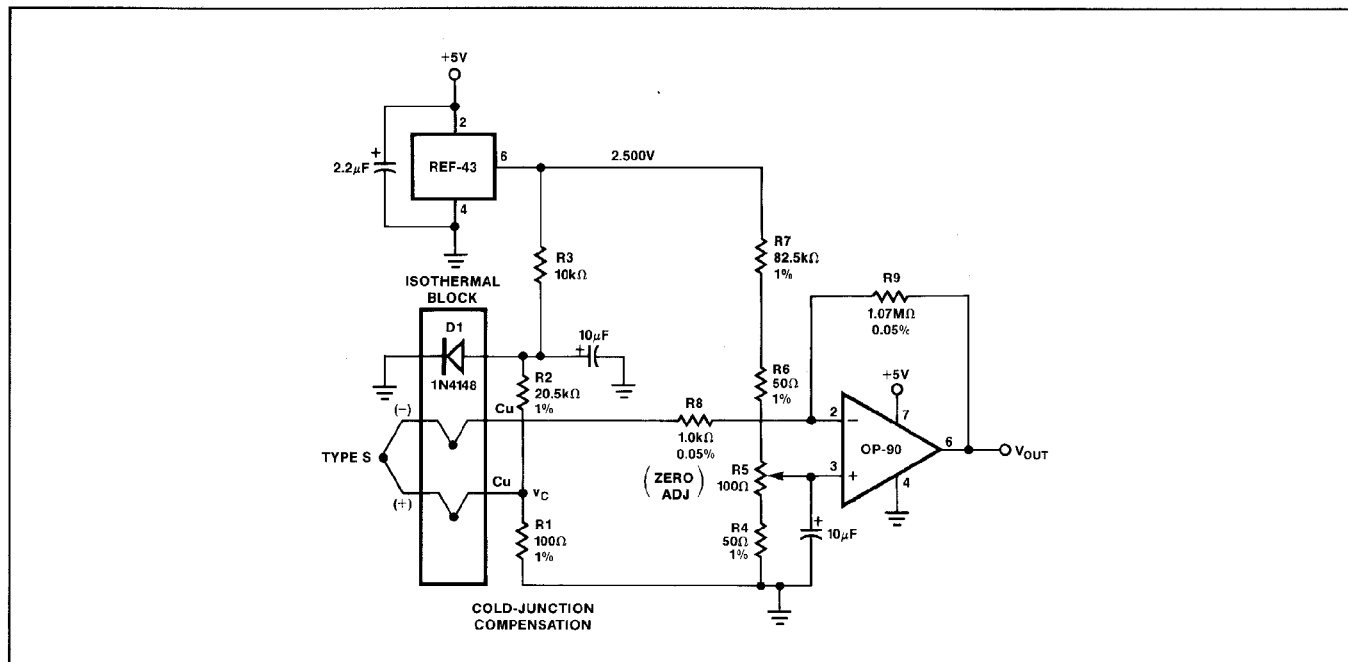 +5V
2
+
2.2μF
REF-43
6
2.500V
4
R3
10kΩ
R7
82.5kΩ
1%
ISOTHERMAL
BLOCK
R9
1.07MΩ
0.05%
D1
1N4148
10μF
+
R2
20.5kΩ
1%
R6
50Ω
1%
+5V
(-)
Cu
R8
1.0kΩ
0.05%
2
−
7
OP-90
6
VOUT
TYPE S
(ZERO
ADJ)
R5
100Ω
3
+
4
(+)
Cu
vC
R1
100Ω
1%
R4
50Ω
1%
+
10μF
COLD-JUNCTION
COMPENSATION